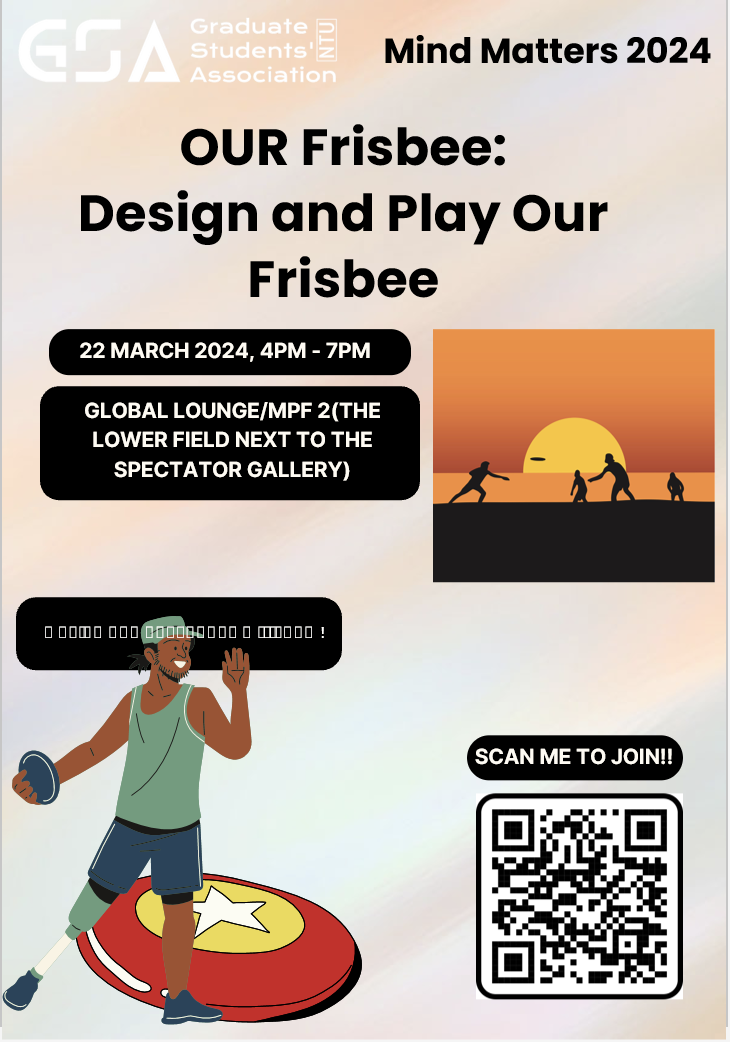 Graduate
Students'
Association
NTU
GSA
Mind Matters 2024
OUR Frisbee:
Design and Play Our
Frisbee
22 MARCH 2024, 4PM - 7PM
GLOBAL LOUNGE/MPF 2(THE
LOWER FIELD NEXT TO THE
SPECTATOR GALLERY)
SCAN ME TO JOIN!!